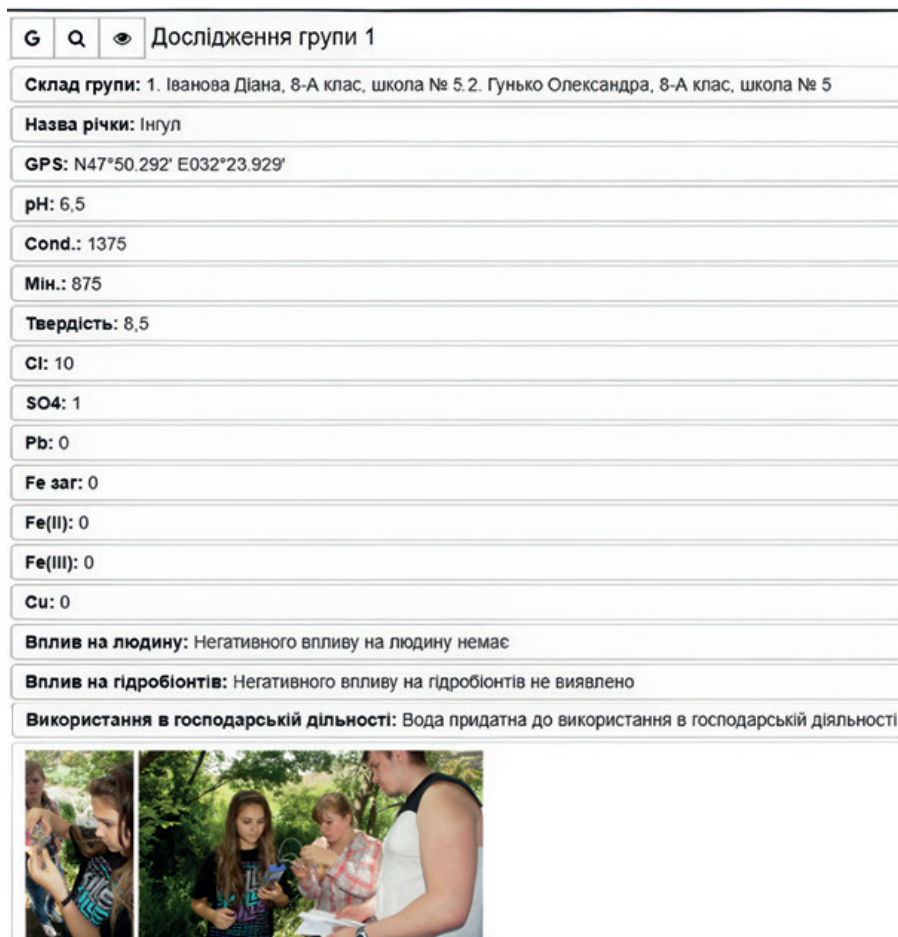 G Дослідження групи 1
Склад групи: 1. Іванова Діана, 8-А клас, школа № 5.2. Гунько Олександра, 8-А клас, школа № 5
Назва річки: Інгул
GPS: N47°50.292' E032°23.929'
pH: 6,5
Cond.: 1375
Мін.: 875
Твердість: 8,5
Cl: 10
SO4: 1
Pb: 0
Fe заг: 0
Fe(II): 0
Fe(III): 0
Cu: 0
Вплив на людину: Негативного впливу на людину немає
Вплив на гідробіонтів: Негативного впливу на гідробіонтів не виявлено
Використання в господарській дільності: Вода придатна до використання в господарській діяльності